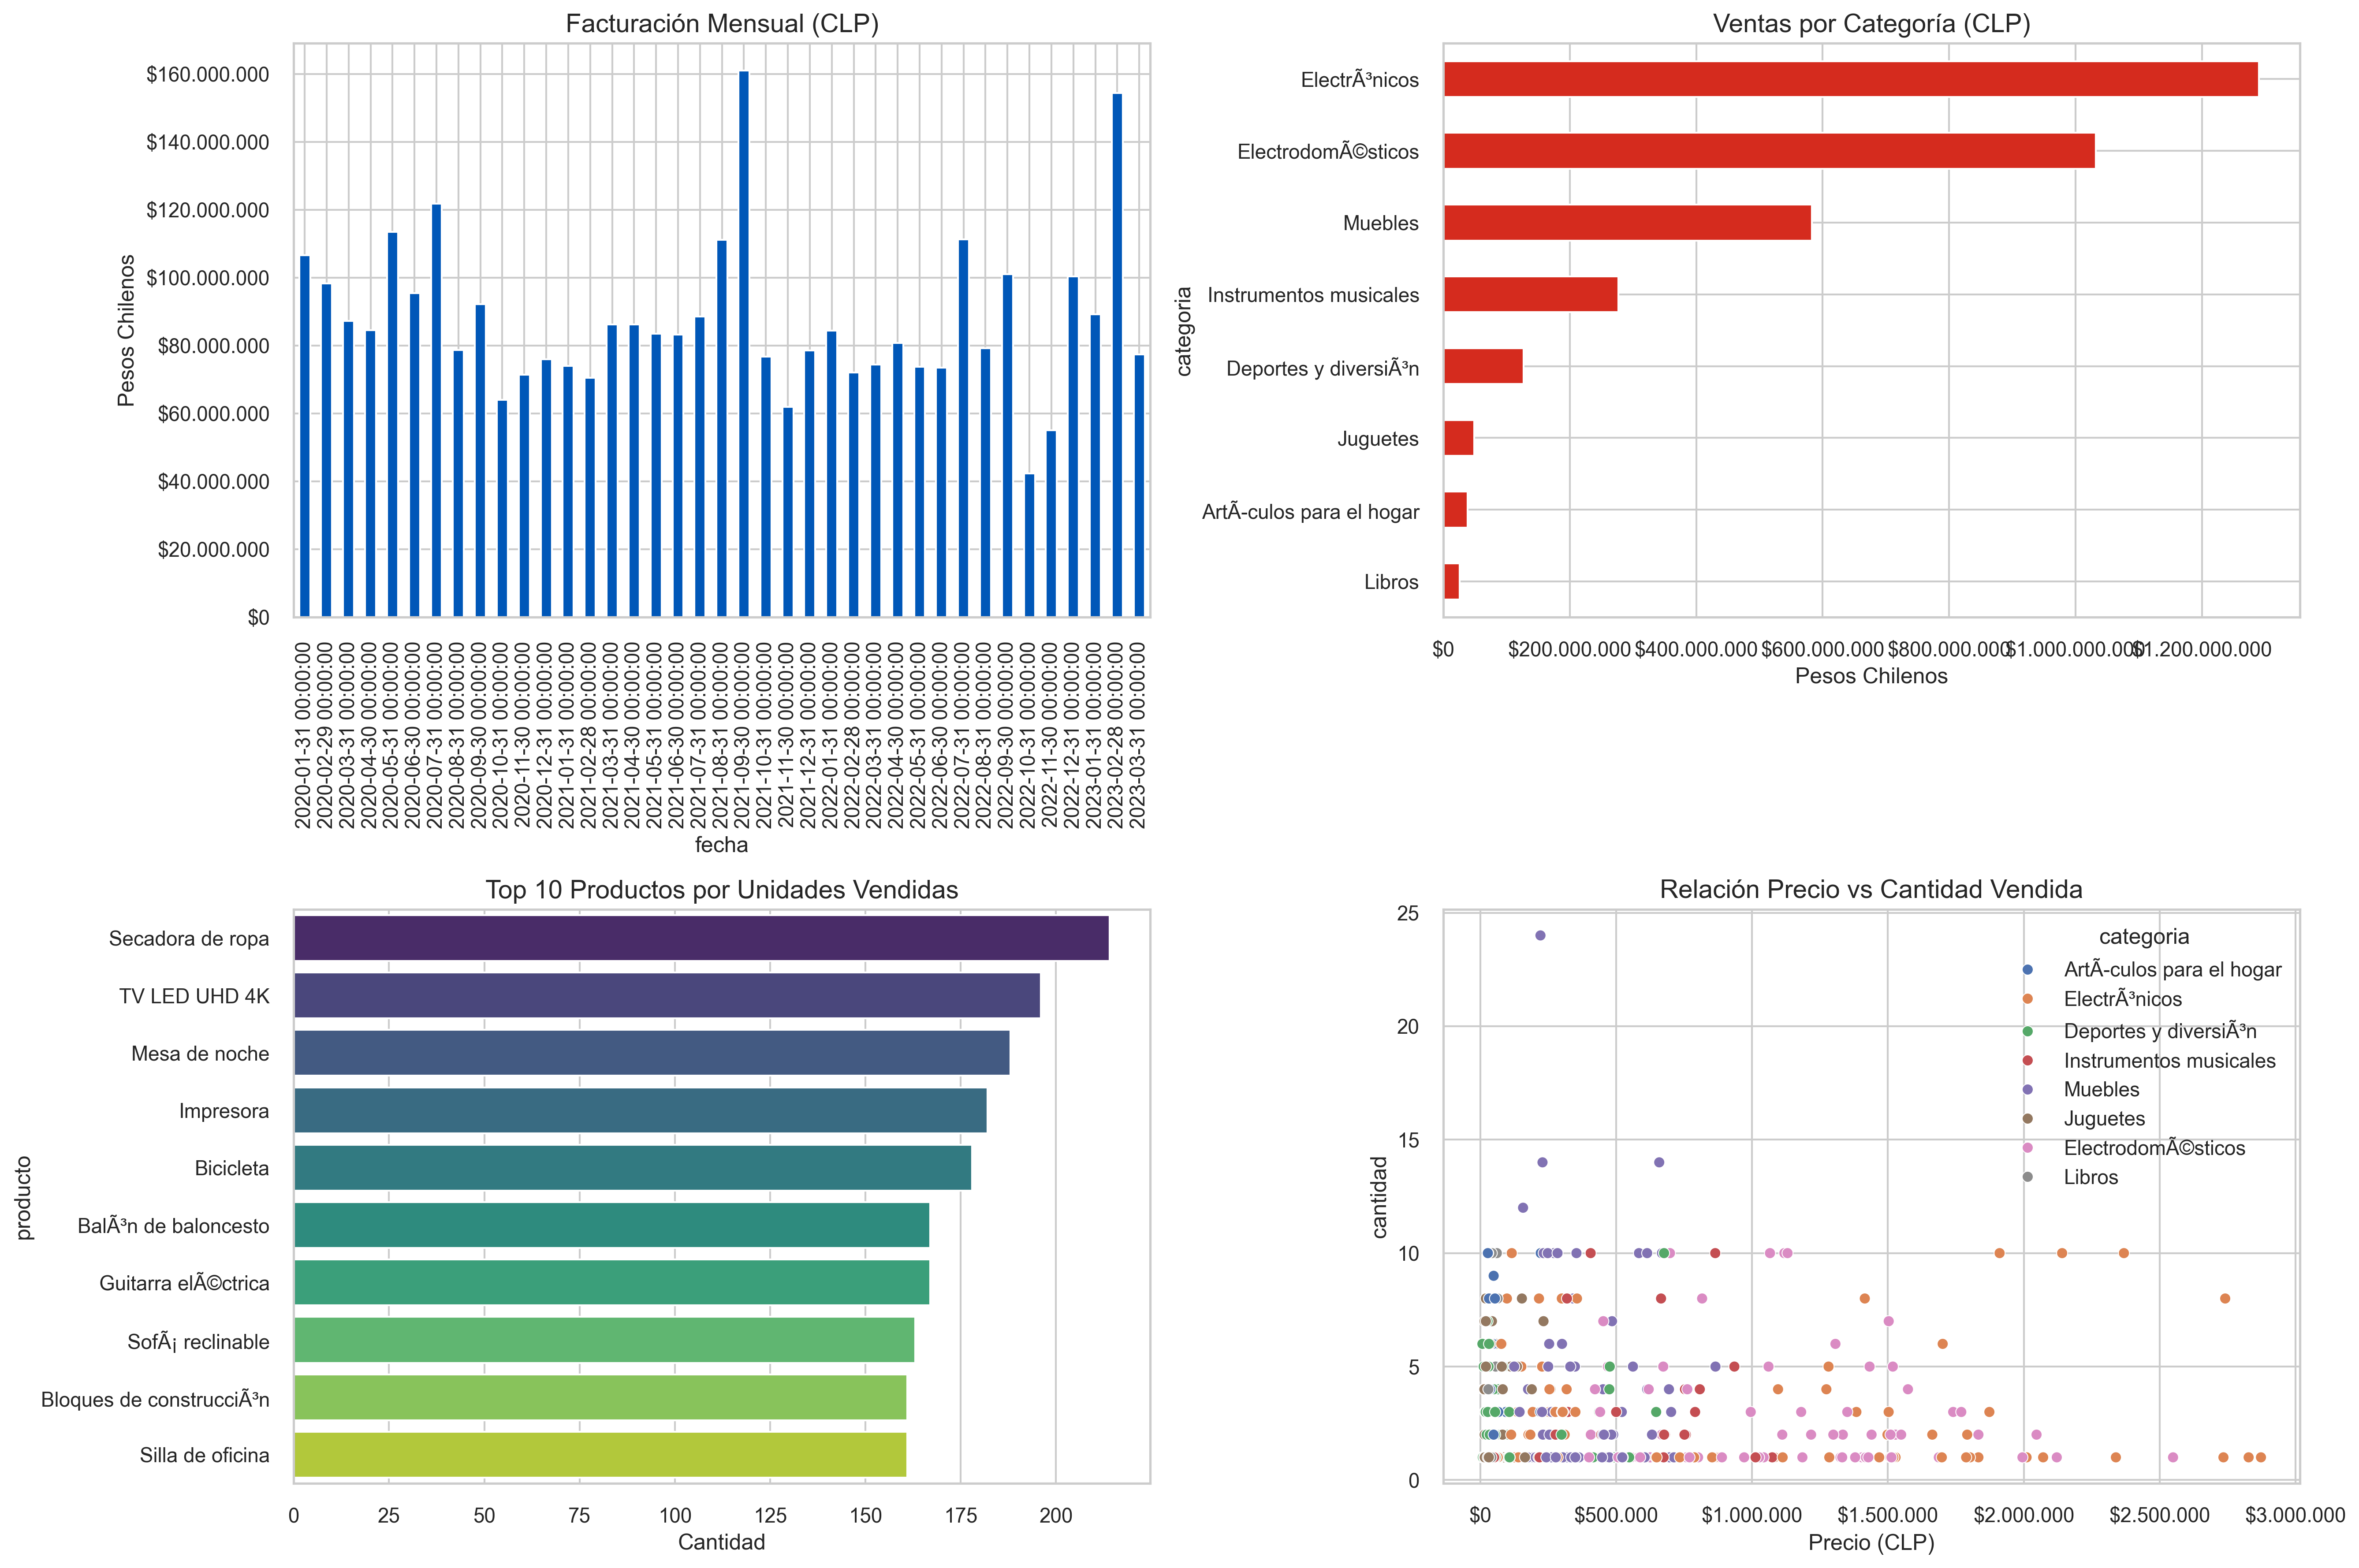 Facturación Mensual (CLP)
Pesos Chilenos
$160.000.000
$140.000.000
$120.000.000
$100.000.000
$80.000.000
$60.000.000
$40.000.000
$20.000.000
$0
2020-01-31 00:00:00
2020-02-29 00:00:00
2020-03-31 00:00:00
2020-04-30 00:00:00
2020-05-31 00:00:00
2020-06-30 00:00:00
2020-07-31 00:00:00
2020-08-31 00:00:00
2020-09-30 00:00:00
2020-10-31 00:00:00
2020-11-30 00:00:00
2020-12-31 00:00:00
2021-01-31 00:00:00
2021-02-28 00:00:00
2021-03-31 00:00:00
2021-04-30 00:00:00
2021-05-31 00:00:00
2021-06-30 00:00:00
2021-07-31 00:00:00
2021-08-31 00:00:00
2021-09-30 00:00:00
2021-10-31 00:00:00
2021-11-30 00:00:00
2021-12-31 00:00:00
2022-01-31 00:00:00
2022-02-28 00:00:00
2022-03-31 00:00:00
2022-04-30 00:00:00
2022-05-31 00:00:00
2022-06-30 00:00:00
2022-07-31 00:00:00
2022-08-31 00:00:00
2022-09-30 00:00:00
2022-10-31 00:00:00
2022-11-30 00:00:00
2022-12-31 00:00:00
2023-01-31 00:00:00
2023-02-28 00:00:00
2023-03-31 00:00:00
fecha
Ventas por Categoría (CLP)
categoria
ElectrÃ³nicos
ElectrodomÃ©sticos
Muebles
Instrumentos musicales
Deportes y diversiÃ³n
Juguetes
ArtÃ-culos para el hogar
Libros
$0 $200.000.000 $400.000.000 $600.000.000 $800.000.000 $1.000.000.000 $1.200.000.000
Pesos Chilenos
Top 10 Productos por Unidades Vendidas
producto
Secadora de ropa
TV LED UHD 4K
Mesa de noche
Impresora
Bicicleta
BalÃ³n de baloncesto
Guitarra elÃ©ctrica
SofÃ¡ reclinable
Bloques de construcciÃ³n
Silla de oficina
0 25 50 75 100 125 150 175 200
Cantidad
Relación Precio vs Cantidad Vendida
cantidad
25
20
15
10
5
0
categoria
ArtÃ-culos para el hogar
ElectrÃ³nicos
Deportes y diversiÃ³n
Instrumentos musicales
Muebles
Juguetes
ElectrodomÃ©sticos
Libros
$0 $500.000 $1.000.000 $1.500.000 $2.000.000 $2.500.000 $3.000.000
Precio (CLP)